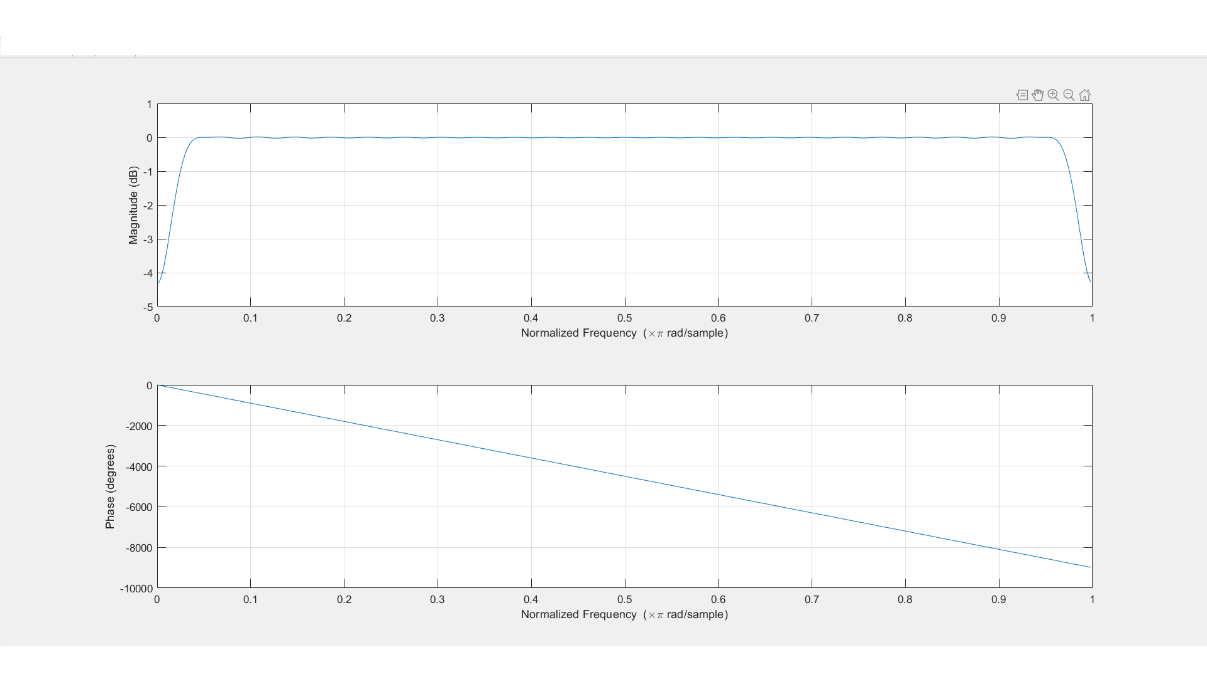 1
0
-1
-2
-3
-4
-5
Magnitude (dB)
0 0.1 0.2 0.3 0.4 0.5 0.6 0.7 0.8 0.9 1
Normalized Frequency (×π rad/sample)
0
-2000
-4000
-6000
-8000
-10000
Phase (degrees)
0 0.1 0.2 0.3 0.4 0.5 0.6 0.7 0.8 0.9 1
Normalized Frequency (×π rad/sample)